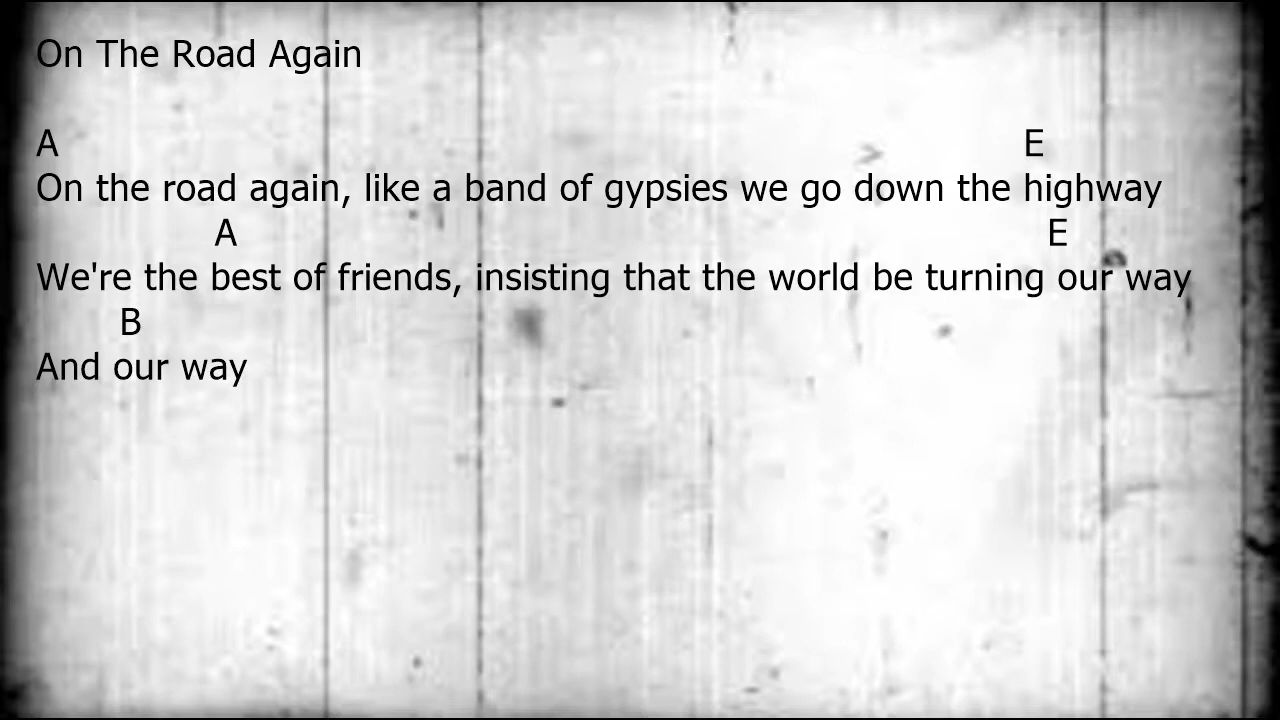 On The Road Again
A E
On the road again, like a band of gypsies we go down the highway
A E
We're the best of friends, insisting that the world be turning our way
B
And our way